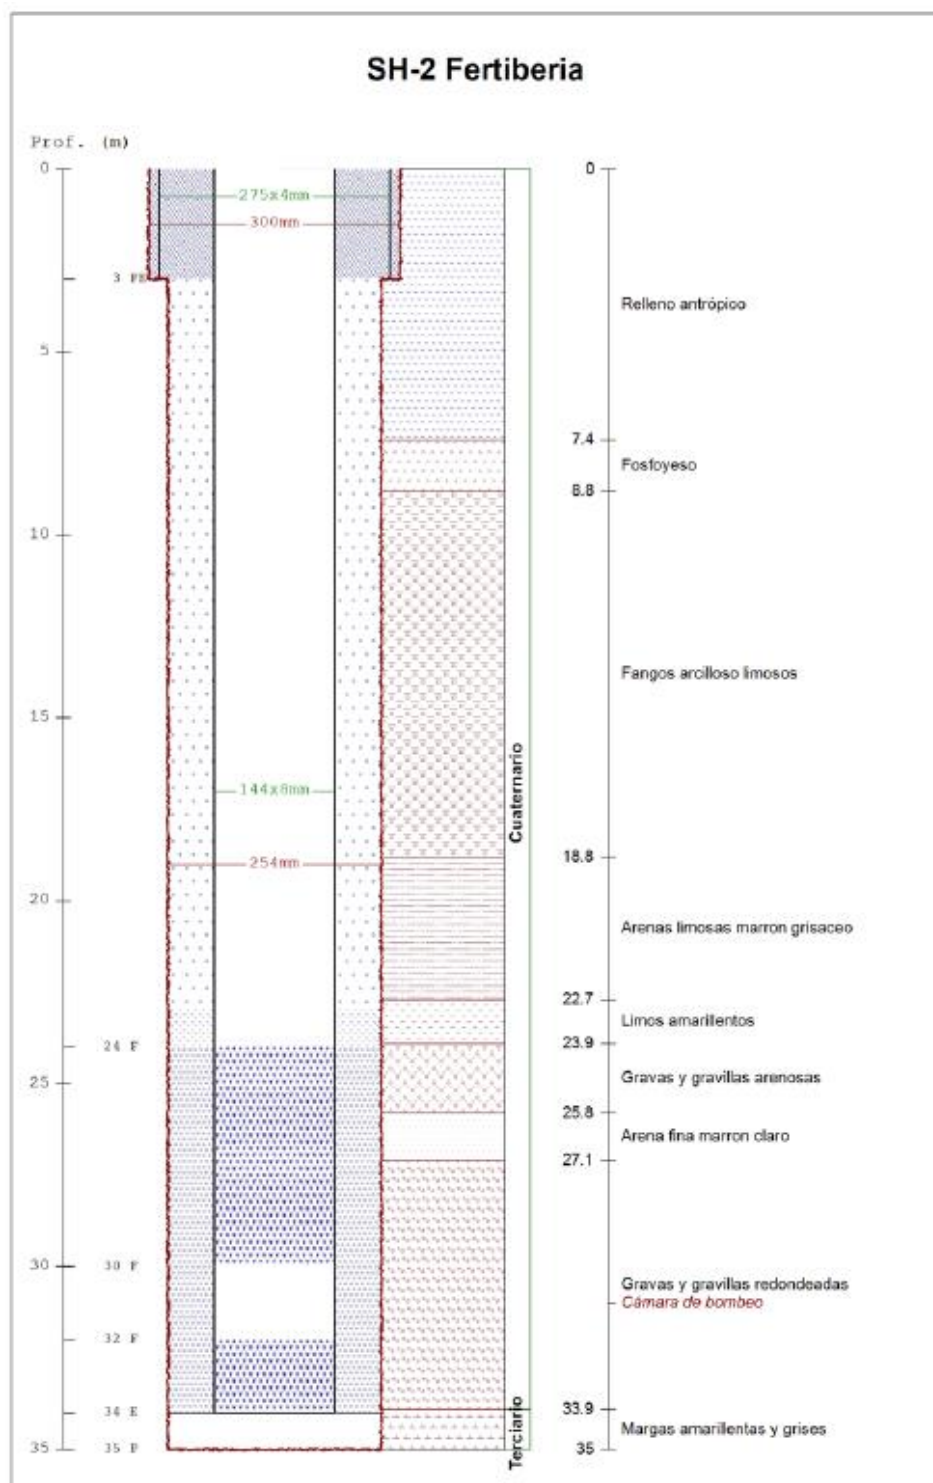 SH-2 Fertiberia
Prof. (m)
0
0
275x4mm
300mm
3 FE
Relleno antrópico
5
7.4
Fosfoyeso
8.8
10
Fangos arcilloso limosos
15
Cuaternario
144x8mm
18.8
254mm
20
Arenas limosas marron grisaceo
22.7
Limos amarillentos
23.9
24 F
25
Gravas y gravillas arenosas
25.8
Arena fina marron claro
27.1
30
30 F
Gravas y gravillas redondeadas
Cámara de bombeo
32 F
33.9
34 E
Terciario
Margas amarillentas y grises
35
35 P
35